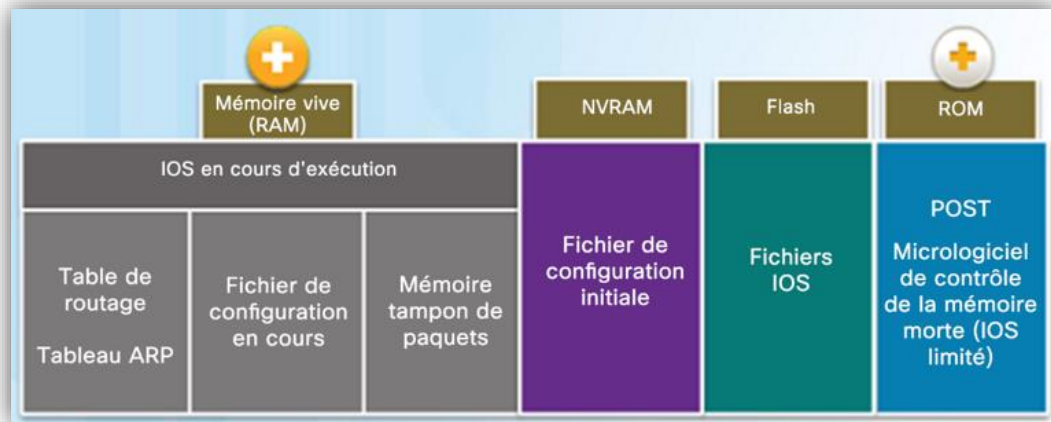 Mémoire vive
(RAM)
NVRAM
Flash
ROM
IOS en cours d'exécution
Table de
routage
Tableau ARP
Fichier de
configuration
en cours
Mémoire
tampon de
paquets
Fichier de
configuration
initiale
Fichiers
IOS
POST
Micrologiciel
de contrôle
de la mémoire
morte (IOS
limité)